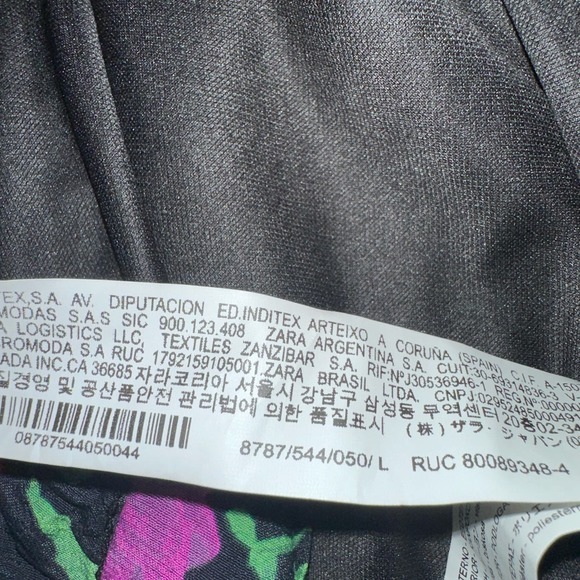 TEX,S.A. AV. DIPUTACION ED.INDITEX ARTEIXO A CORUÑA (SPAIN) C.I.F. A-150
MODAS S.A.S SIC 900.123.408 ZARA ARGENTINA S.A. CUIT:30-69314836-3
LOGISTICS LLC, TEXTILES ZANZIBAR S.A. RIF:NºJ30536946-1
ROMODA S.A RUC 1792159105001.ZARA BRASIL LTDA. CNPJ:
ADA INC.CA 36685 자라코리아 서울시 강남구 삼성동 무역센터
질경영 및 공산품안전 관리법에 의한 품질표시 (株) ザラ・ジャパン
08787544050044
8787/544/050/ L RUC 80089348-4